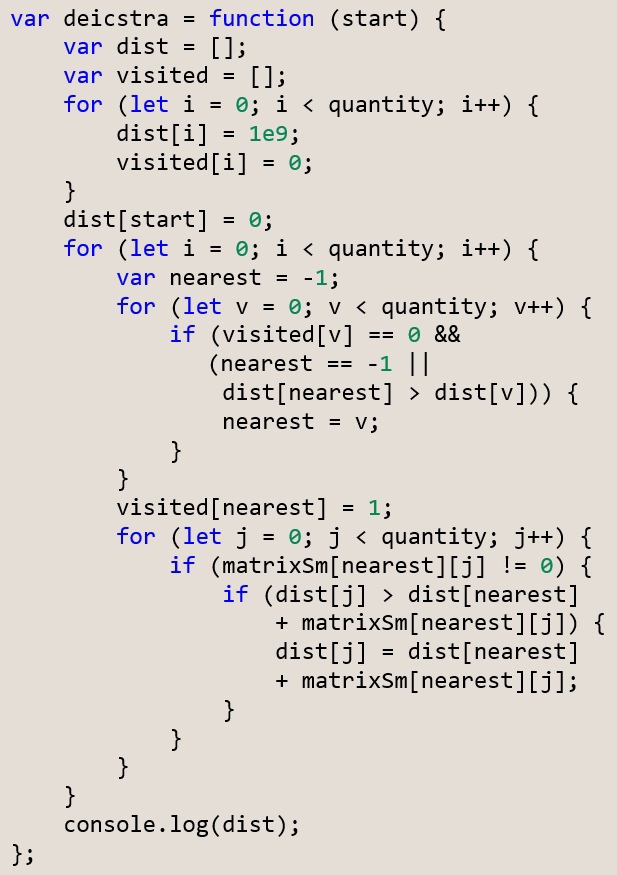 var deicstra = function (start) {
    var dist = [];
    var visited = [];
    for (let i = 0; i < quantity; i++) {
        dist[i] = 1e9;
        visited[i] = 0;
    }
    dist[start] = 0;
    for (let i = 0; i < quantity; i++) {
        var nearest = -1;
        for (let v = 0; v < quantity; v++) {
            if (visited[v] == 0 &&
               (nearest == -1 ||
                dist[nearest] > dist[v])) {
                nearest = v;
            }
        }
        visited[nearest] = 1;
        for (let j = 0; j < quantity; j++) {
            if (matrixSm[nearest][j] != 0) {
                if (dist[j] > dist[nearest]
                    + matrixSm[nearest][j]) {
                    dist[j] = dist[nearest]
                    + matrixSm[nearest][j];
                }
            }
        }
    }
    console.log(dist);
};